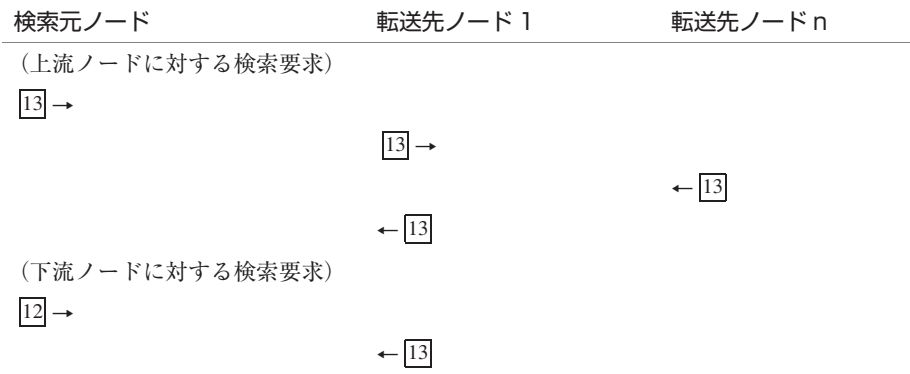 検索元ノード 転送先ノード 1 転送先ノード n
（上流ノードに対する検索要求）
13 →
13 →
← 13
← 13
（下流ノードに対する検索要求）
12 →
← 13